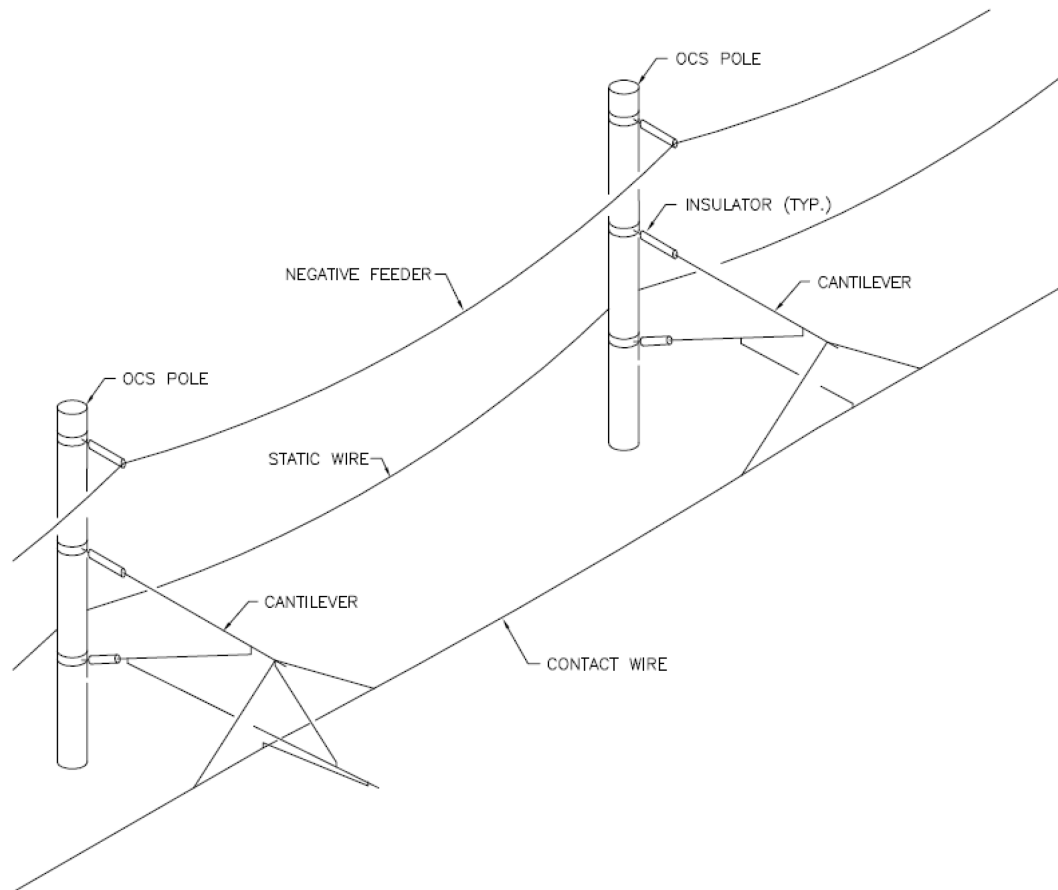 OCS POLE
INSULATOR (TYP.)
NEGATIVE FEEDER
CANTILEVER
OCS POLE
STATIC WIRE
CANTILEVER
CONTACT WIRE